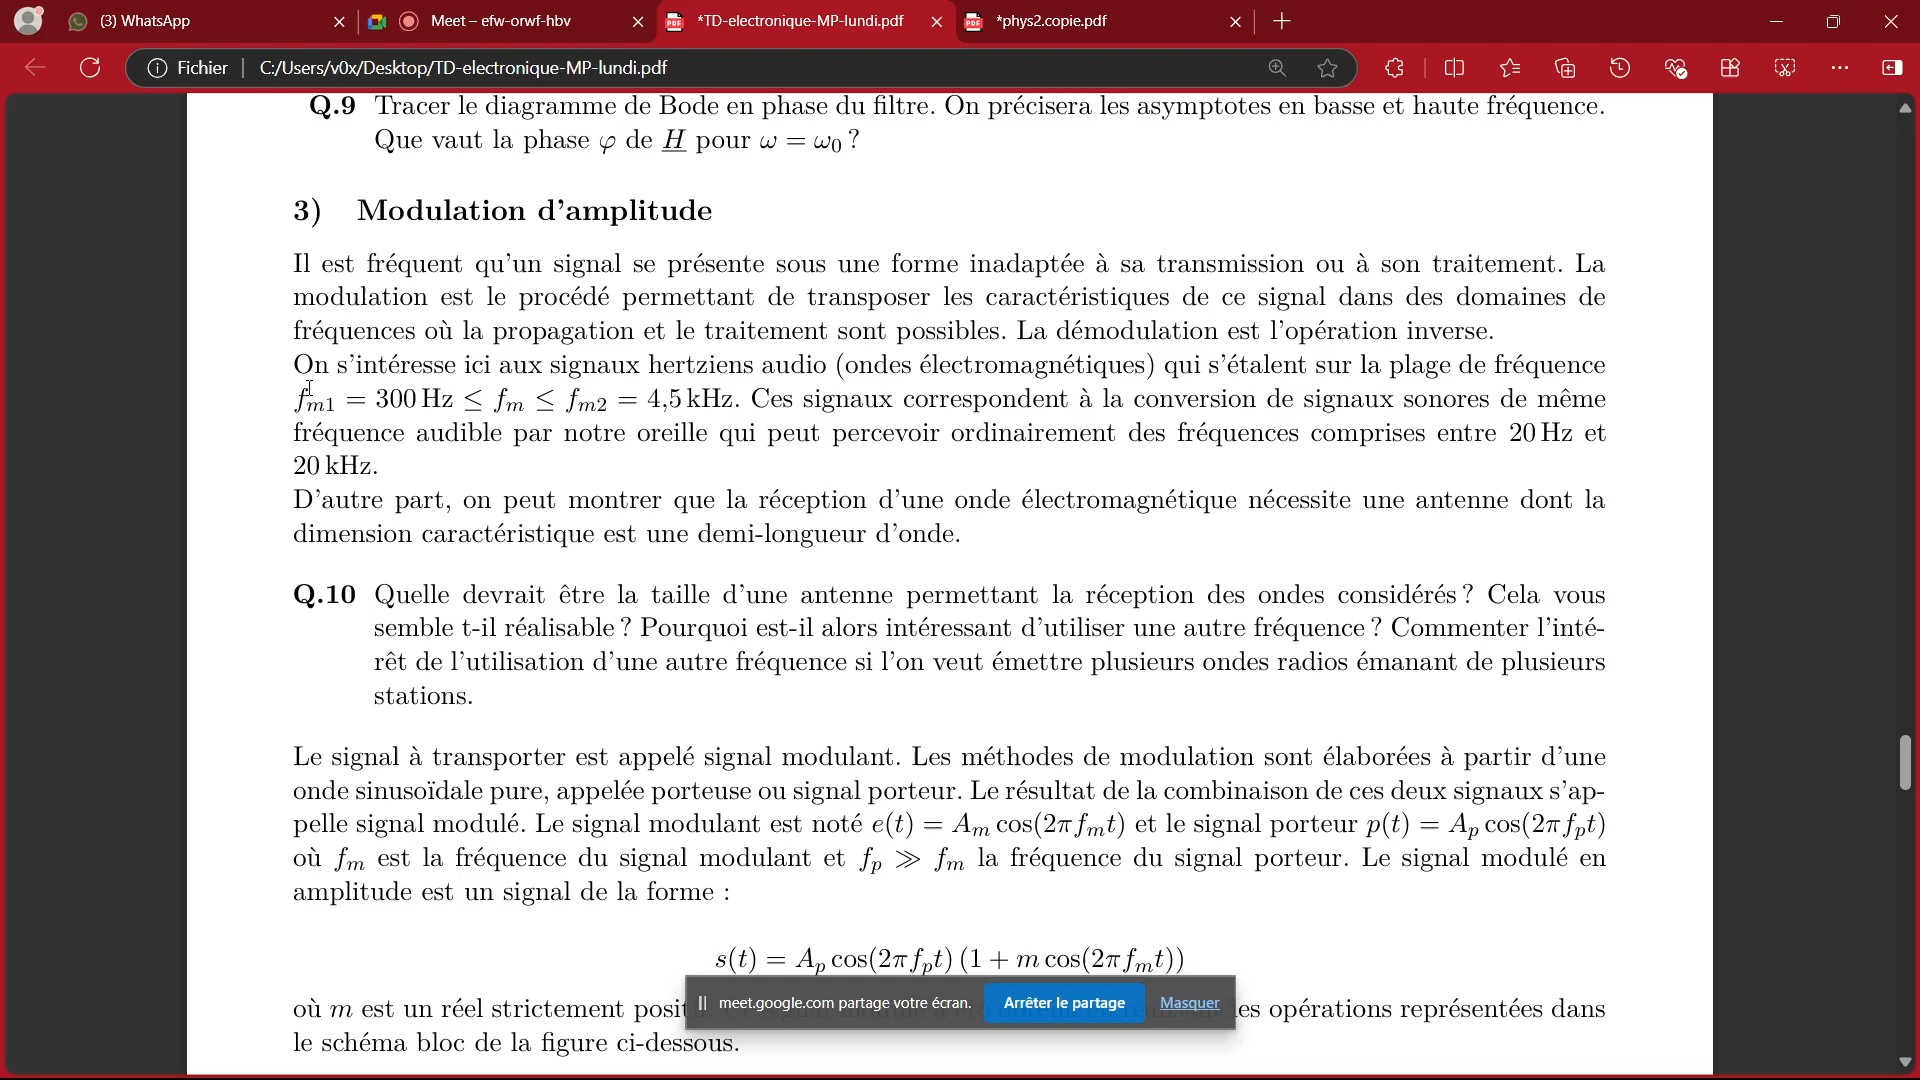 (3) WhatsApp
Meet – efw-orwf-hbv
*TD-electronique-MP-lundi.pdf
*phys2.copie.pdf
Fichier
C:/Users/v0x/Desktop/TD-electronique-MP-lundi.pdf
Q.9 Tracer le diagramme de Bode en phase du filtre. On précisera les asymptotes en basse et haute fréquence.
Que vaut la phase φ de H pour ω = ω₀ ?
3) Modulation d'amplitude
Il est fréquent qu'un signal se présente sous une forme inadaptée à sa transmission ou à son traitement. La
modulation est le procédé permettant de transposer les caractéristiques de ce signal dans des domaines de
fréquences où la propagation et le traitement sont possibles. La démodulation est l'opération inverse.
On s'intéresse ici aux signaux hertziens audio (ondes électromagnétiques) qui s'étalent sur la plage de fréquence
fm1 = 300 Hz ≤ fm ≤ fm2 = 4,5 kHz. Ces signaux correspondent à la conversion de signaux sonores de même
fréquence audible par notre oreille qui peut percevoir ordinairement des fréquences comprises entre 20 Hz et
20 kHz.
D'autre part, on peut montrer que la réception d'une onde électromagnétique nécessite une antenne dont la
dimension caractéristique est une demi-longueur d'onde.
Q.10 Quelle devrait être la taille d'une antenne permettant la réception des ondes considérés ? Cela vous
semble t-il réalisable ? Pourquoi est-il alors intéressant d'utiliser une autre fréquence ? Commenter l'inté-
rêt de l'utilisation d'une autre fréquence si l'on veut émettre plusieurs ondes radios émanant de plusieurs
stations.
Le signal à transporter est appelé signal modulant. Les méthodes de modulation sont élaborées à partir d'une
onde sinusoïdale pure, appelée porteuse ou signal porteur. Le résultat de la combinaison de ces deux signaux s'ap-
pelle signal modulé. Le signal modulant est noté e(t) = Am cos(2πfmt) et le signal porteur p(t) = Ap cos(2πfpt)
où fm est la fréquence du signal modulant et fp ≫ fm la fréquence du signal porteur. Le signal modulé en
amplitude est un signal de la forme :
s(t) = Ap cos(2πfpt) (1 + m cos(2πfmt))
meet.google.com partage votre écran. Arrêter le partage Masquer
où m est un réel strictement posit es opérations représentées dans
le schéma bloc de la figure ci-dessous.